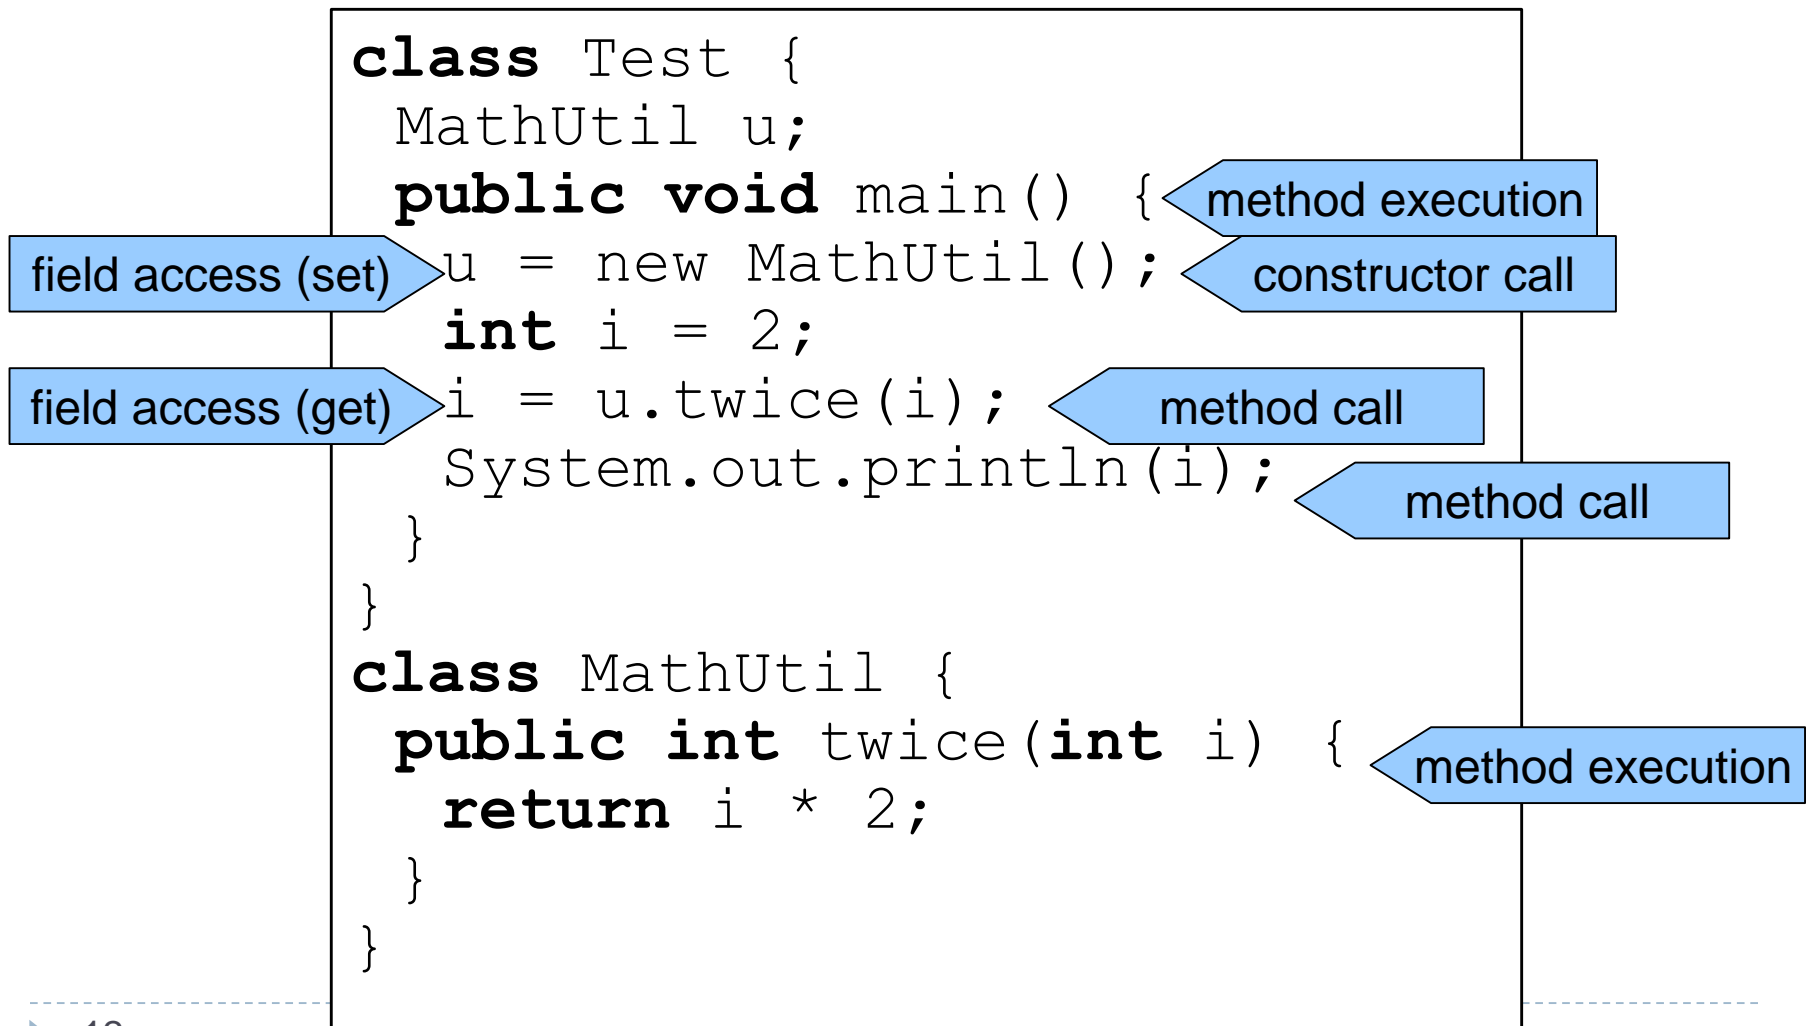 class Test {
MathUtil u;
public void main() {
method execution
field access (set)
u = new MathUtil();
constructor call
int i = 2;
field access (get)
i = u.twice(i);
method call
System.out.println(i);
method call
}
}
class MathUtil {
public int twice(int i) {
method execution
return i * 2;
}
}